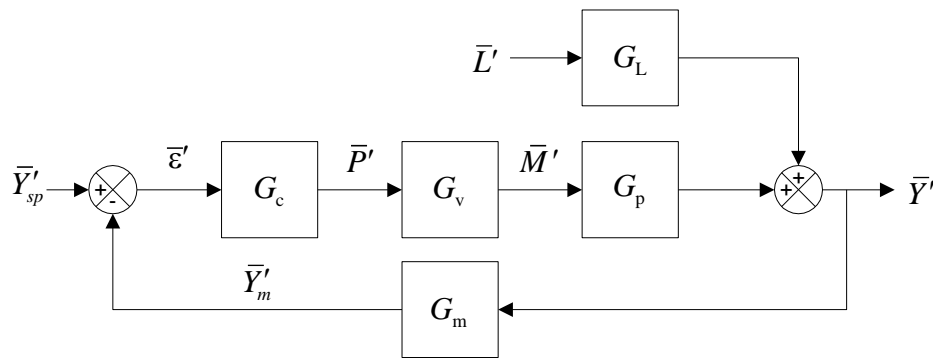 L̅′
G_L
Y̅′_sp
+
-
ε̅′
G_c
P̅′
G_v
M̅′
G_p
+
+
Y̅′
Y̅′_m
G_m